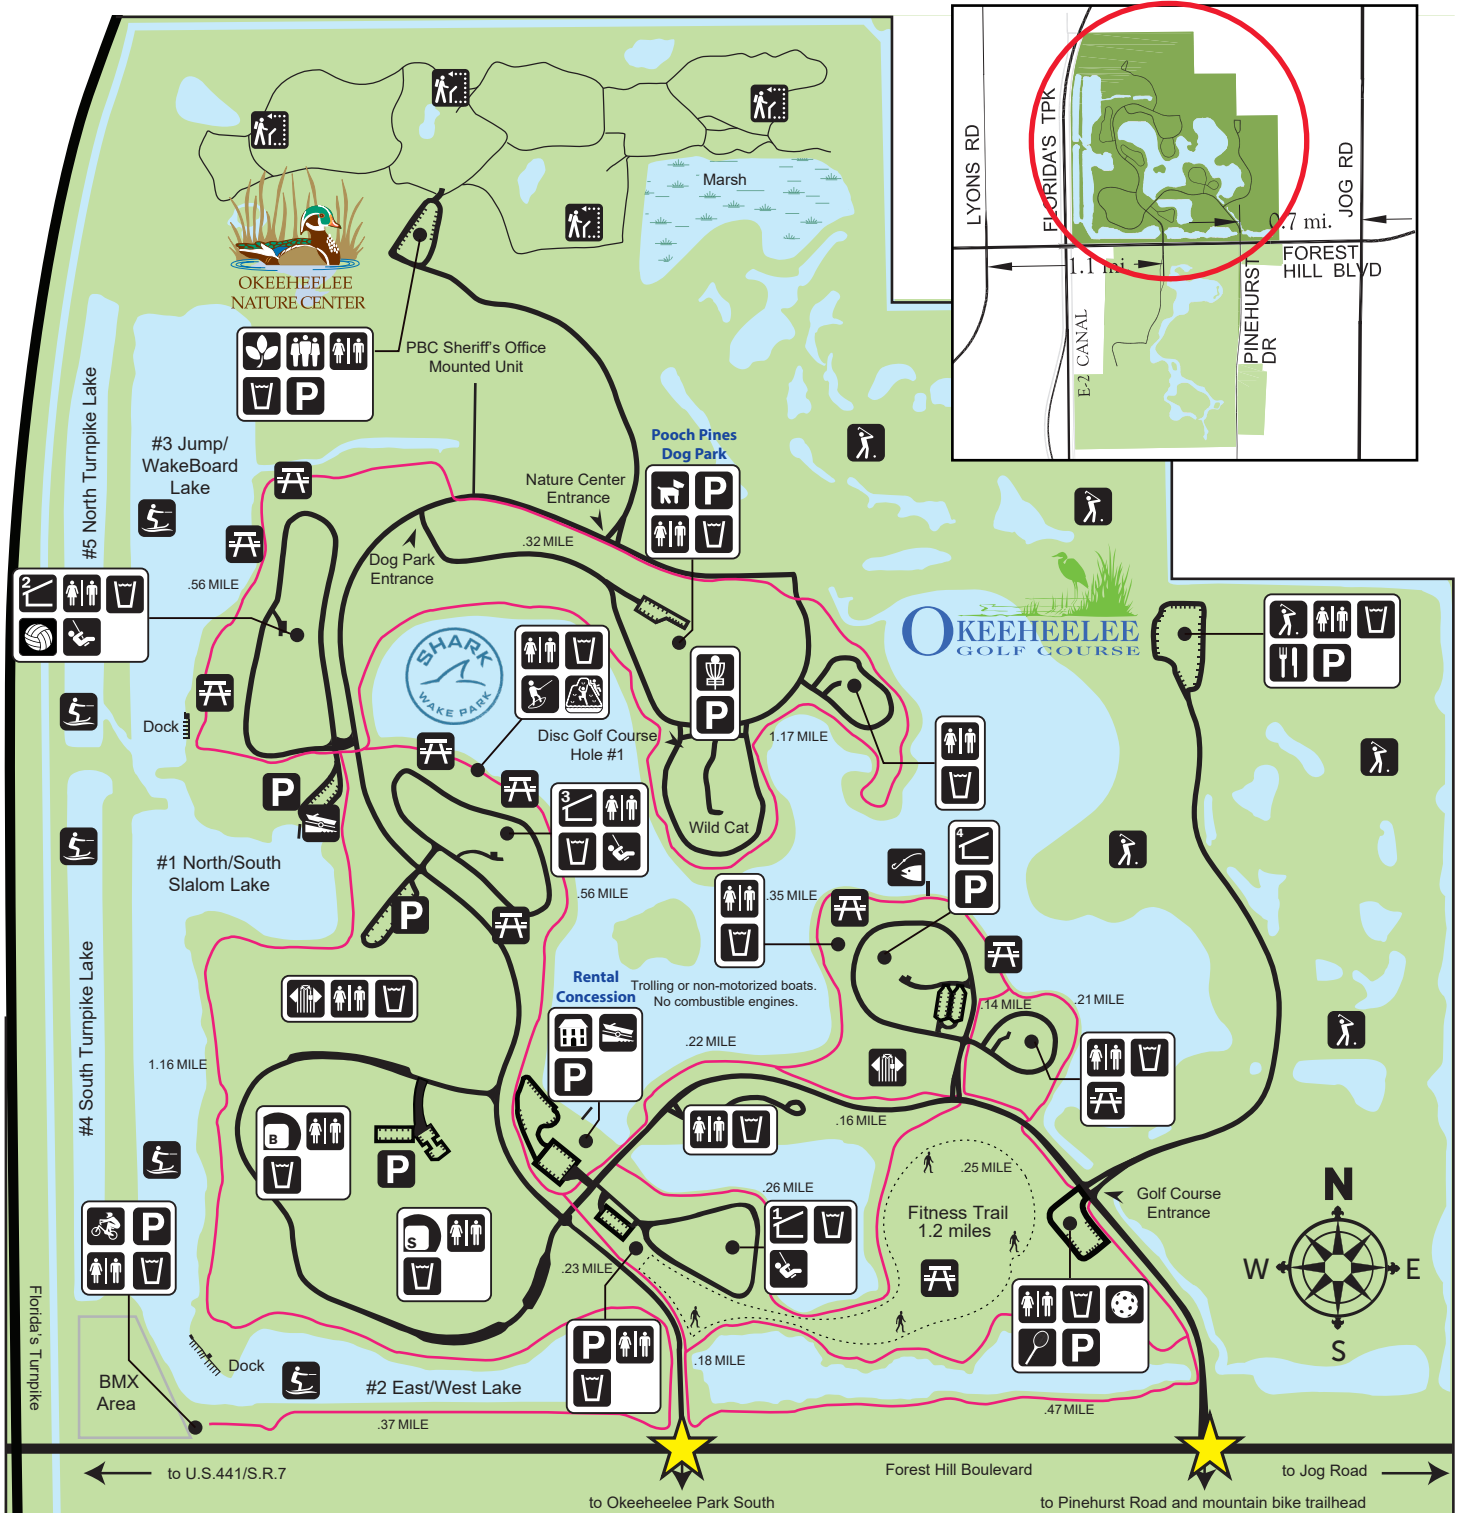 LYONS RD
FLORIDA'S TPK
JOG RD
0.7 mi.
1.1 mi
FOREST
HILL BLVD
PINEHURST
DR
E-2 CANAL
Marsh
OKEEHEELEE
NATURE CENTER
P
PBC Sheriff's Office
Mounted Unit
#5 North Turnpike Lake
#3 Jump/
WakeBoard
Lake
Pooch Pines
Dog Park
P
Nature Center
Entrance
.32 MILE
Dog Park
Entrance
.56 MILE
2
OKEEHEELEE
GOLF COURSE
P
SHARK
WAKE PARK
P
Dock
Disc Golf Course
Hole #1
1.17 MILE
P
3
Wild Cat
4
P
#1 North/South
Slalom Lake
.56 MILE
.35 MILE
P
#4 South Turnpike Lake
Rental
Concession
P
Trolling or non-motorized boats.
No combustible engines.
.14 MILE
.21 MILE
.22 MILE
1.16 MILE
.16 MILE
B
P
.25 MILE
Fitness Trail
1.2 miles
Golf Course
Entrance
.26 MILE
1
S
P
.23 MILE
N
W
E
S
P
P
Florida's Turnpike
Dock
.18 MILE
BMX
Area
#2 East/West Lake
.37 MILE
.47 MILE
to U.S.441/S.R.7
Forest Hill Boulevard
to Jog Road
to Okeeheelee Park South
to Pinehurst Road and mountain bike trailhead